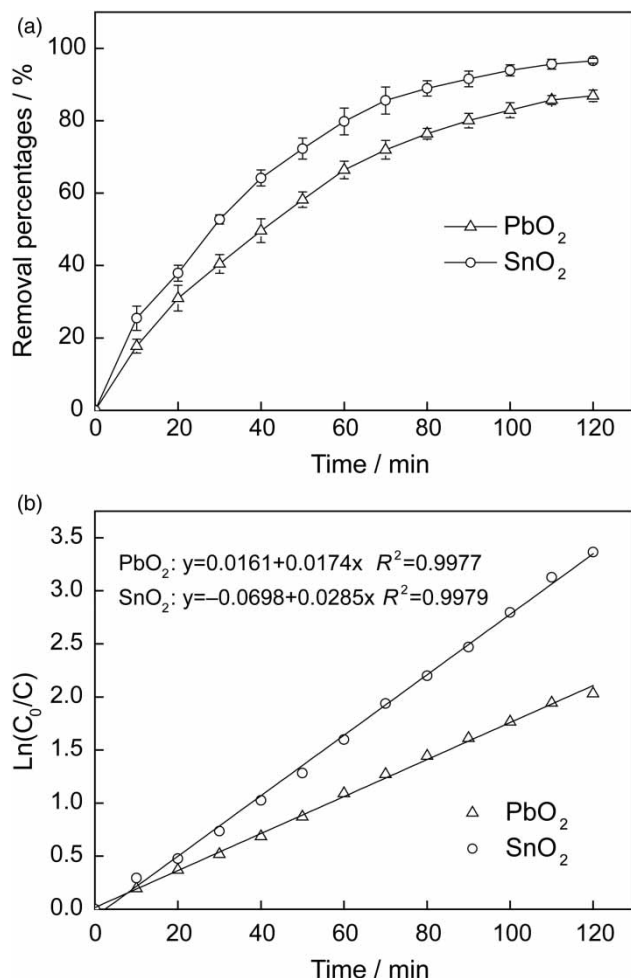 (a)
100
80
60
40
20
0
Removal percentages / %
PbO₂
SnO₂
0 20 40 60 80 100 120
Time / min
(b)
3.5
3.0
2.5
2.0
1.5
1.0
0.5
0.0
Ln(C₀/C)
PbO₂: y=0.0161+0.0174x R²=0.9977
SnO₂: y=–0.0698+0.0285x R²=0.9979
PbO₂
SnO₂
0 20 40 60 80 100 120
Time / min